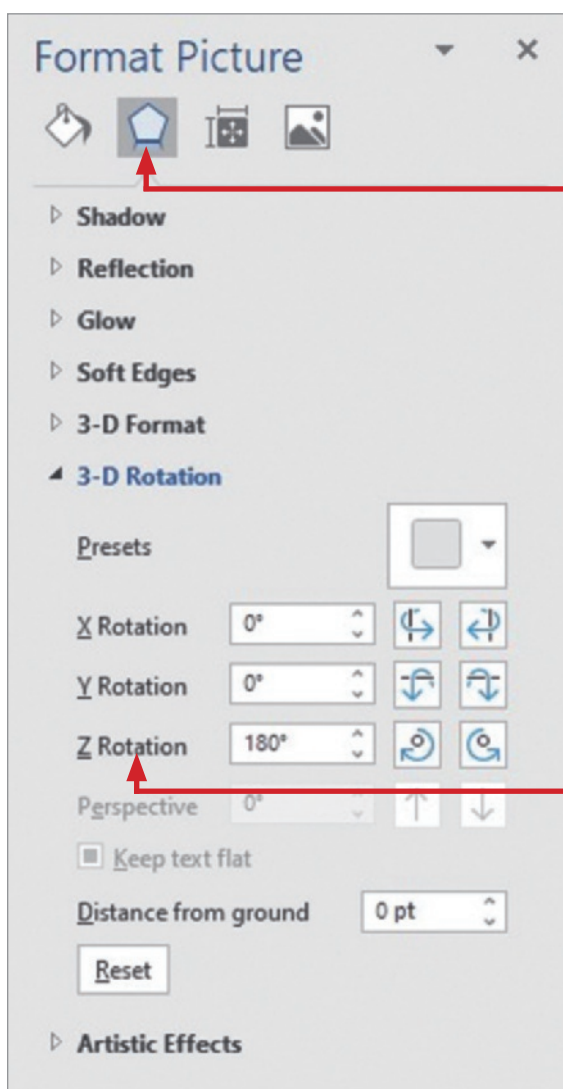 Format Picture
Shadow
Reflection
Glow
Soft Edges
3-D Format
3-D Rotation
Presets
X Rotation 0°
Y Rotation 0°
Z Rotation 180°
Perspective 0°
Keep text flat
Distance from ground 0 pt
Reset
Artistic Effects